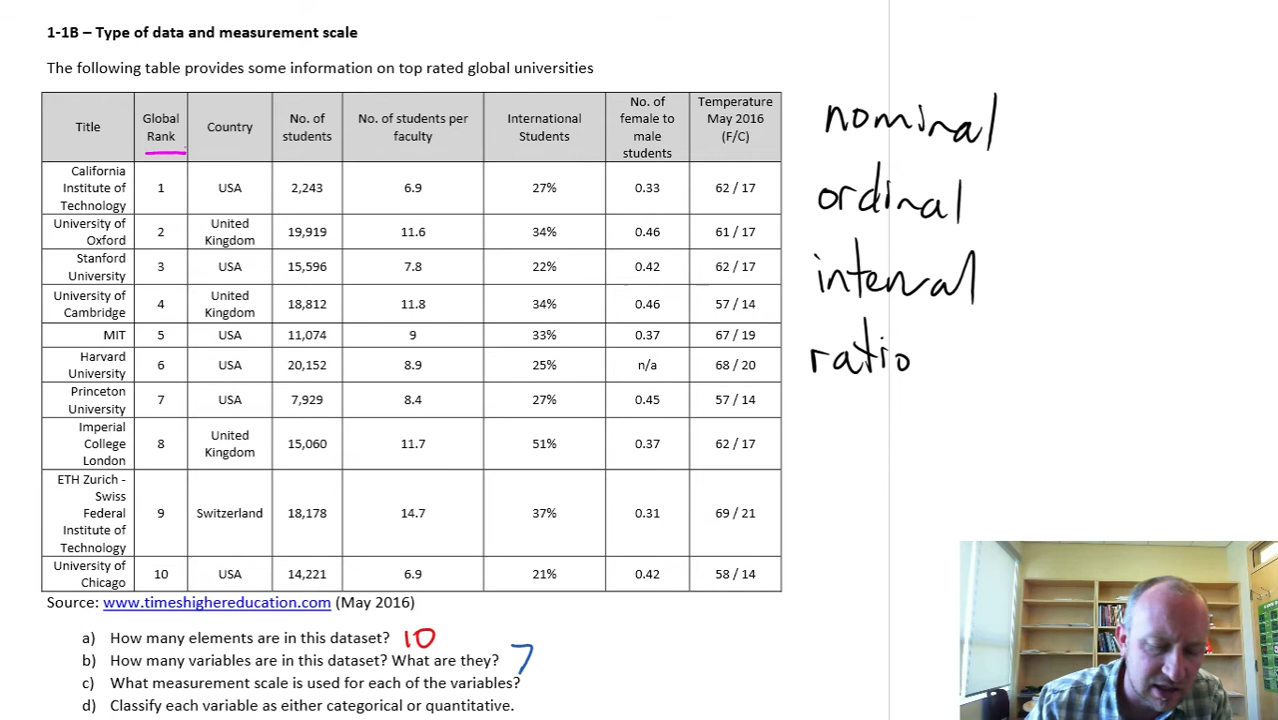 1-1B – Type of data and measurement scale
The following table provides some information on top rated global universities
Title Global Rank Country No. of students No. of students per faculty International Students No. of female to male students Temperature May 2016 (F/C)
California Institute of Technology 1 USA 2,243 6.9 27% 0.33 62 / 17
University of Oxford 2 United Kingdom 19,919 11.6 34% 0.46 61 / 17
Stanford University 3 USA 15,596 7.8 22% 0.42 62 / 17
University of Cambridge 4 United Kingdom 18,812 11.8 34% 0.46 57 / 14
MIT 5 USA 11,074 9 33% 0.37 67 / 19
Harvard University 6 USA 20,152 8.9 25% n/a 68 / 20
Princeton University 7 USA 7,929 8.4 27% 0.45 57 / 14
Imperial College London 8 United Kingdom 15,060 11.7 51% 0.37 62 / 17
ETH Zurich - Swiss Federal Institute of Technology 9 Switzerland 18,178 14.7 37% 0.31 69 / 21
University of Chicago 10 USA 14,221 6.9 21% 0.42 58 / 14
Source: www.timeshighereducation.com (May 2016)
a) How many elements are in this dataset? 10
b) How many variables are in this dataset? What are they? 7
c) What measurement scale is used for each of the variables?
d) Classify each variable as either categorical or quantitative.
nominal
ordinal
interval
ratio